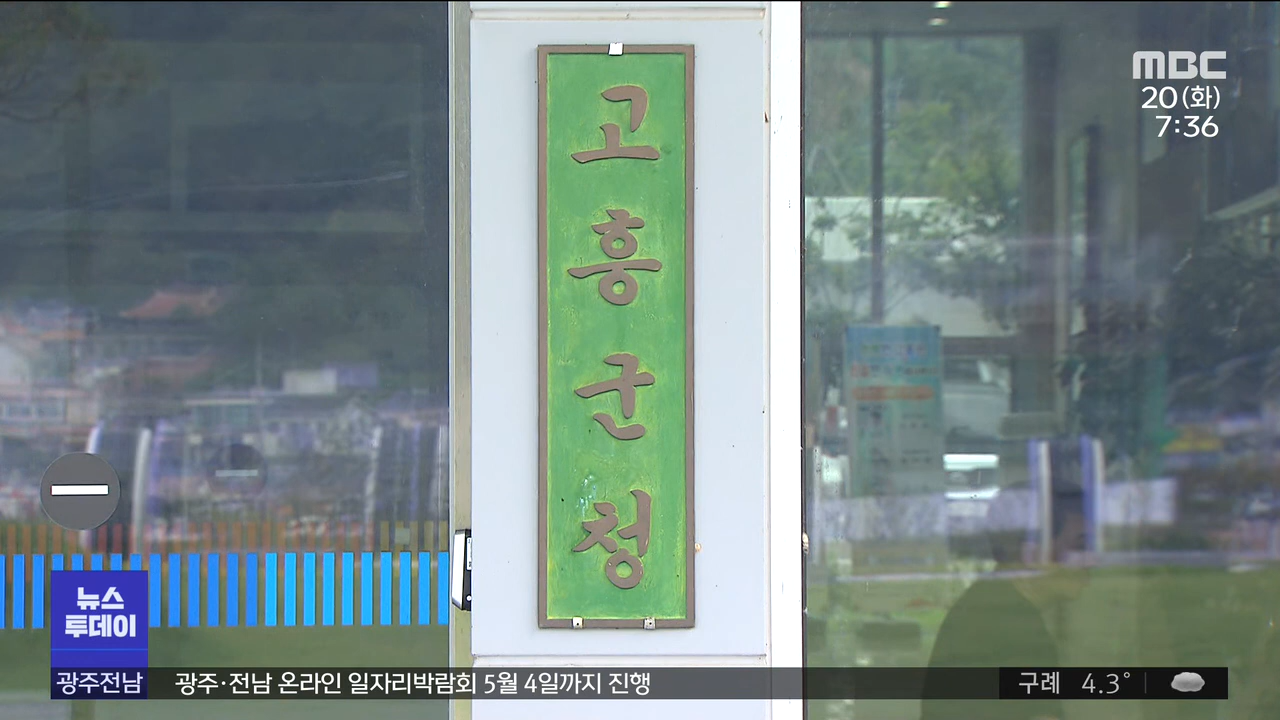 고흥군청
MBC
20(화)
7:36
뉴스
투데이
광주전남
광주·전남 온라인 일자리박람회 5월 4일까지 진행
구례 4.3°